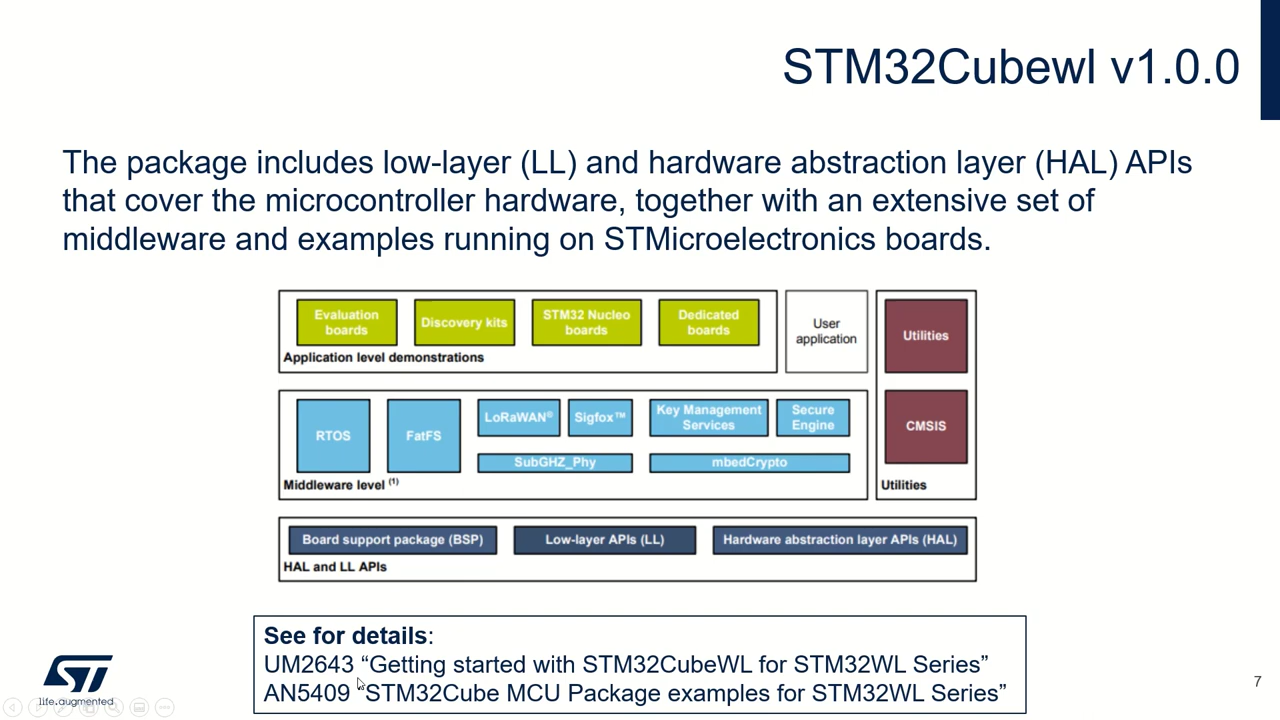 STM32Cubewl v1.0.0
The package includes low-layer (LL) and hardware abstraction layer (HAL) APIs
that cover the microcontroller hardware, together with an extensive set of
middleware and examples running on STMicroelectronics boards.
Evaluation
boards
Discovery kits
STM32 Nucleo
boards
Dedicated
boards
Application level demonstrations
User
application
Utilities
RTOS
FatFS
LoRaWAN®
Sigfox™
Key Management
Services
Secure
Engine
SubGHZ_Phy
mbedCrypto
Middleware level (1)
CMSIS
Utilities
Board support package (BSP)
Low-layer APIs (LL)
Hardware abstraction layer APIs (HAL)
HAL and LL APIs
See for details:
UM2643 “Getting started with STM32CubeWL for STM32WL Series”
AN5409 “STM32Cube MCU Package examples for STM32WL Series”
ST
life.augmented
7